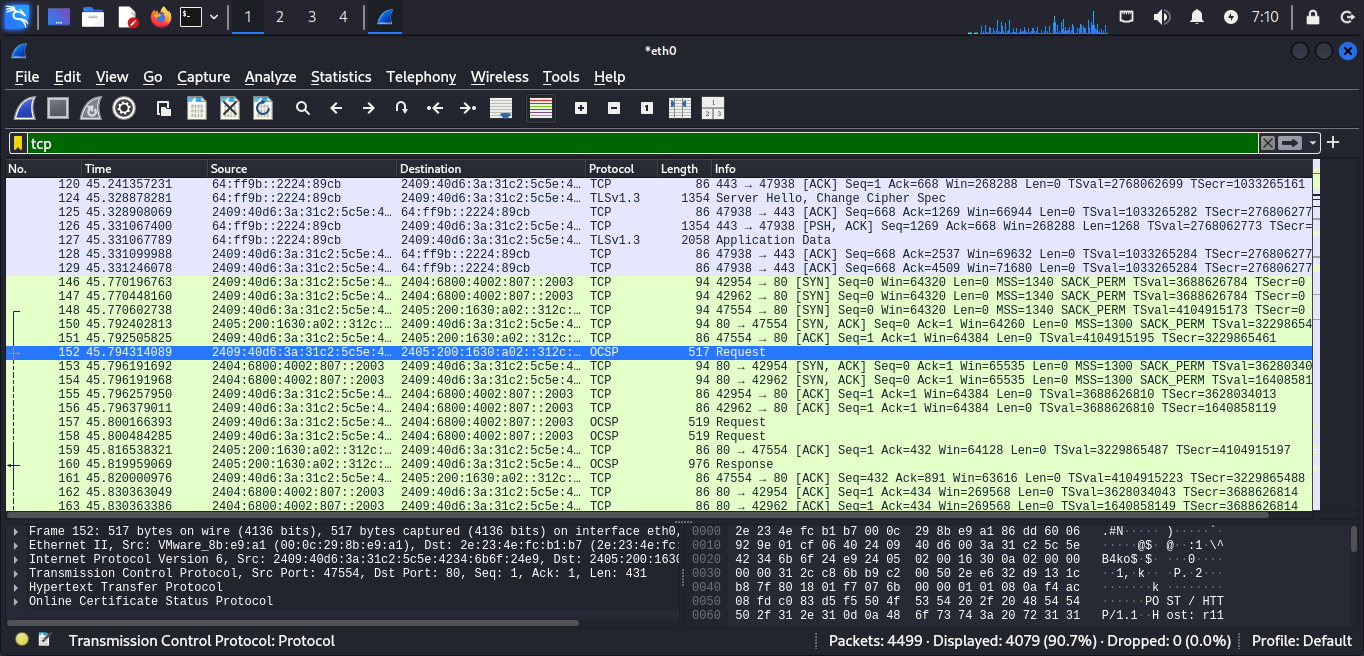 1 2 3 4 7:10
*eth0
File Edit View Go Capture Analyze Statistics Telephony Wireless Tools Help
tcp
No. Time Source Destination Protocol Length Info
120 45.241357231 64:ff9b::2224:89cb 2409:40d6:3a:31c2:5c5e:4… TCP 86 443 → 47938 [ACK] Seq=1 Ack=668 Win=268288 Len=0 TSval=2768062699 TSecr=1033265161
124 45.328878281 64:ff9b::2224:89cb 2409:40d6:3a:31c2:5c5e:4… TLSv1.3 1354 Server Hello, Change Cipher Spec
125 45.328908069 2409:40d6:3a:31c2:5c5e:4… 64:ff9b::2224:89cb TCP 86 47938 → 443 [ACK] Seq=668 Ack=1269 Win=66944 Len=0 TSval=1033265282 TSecr=276806277
126 45.331067400 64:ff9b::2224:89cb 2409:40d6:3a:31c2:5c5e:4… TCP 1354 443 → 47938 [PSH, ACK] Seq=1269 Ack=668 Win=268288 Len=1268 TSval=2768062773 TSecr=
127 45.331067789 64:ff9b::2224:89cb 2409:40d6:3a:31c2:5c5e:4… TLSv1.3 2058 Application Data
128 45.331099988 2409:40d6:3a:31c2:5c5e:4… 64:ff9b::2224:89cb TCP 86 47938 → 443 [ACK] Seq=668 Ack=2537 Win=69632 Len=0 TSval=1033265284 TSecr=276806277
129 45.331246078 2409:40d6:3a:31c2:5c5e:4… 64:ff9b::2224:89cb TCP 86 47938 → 443 [ACK] Seq=668 Ack=4509 Win=71680 Len=0 TSval=1033265284 TSecr=276806277
146 45.770196763 2409:40d6:3a:31c2:5c5e:4… 2404:6800:4002:807::2003 TCP 94 42954 → 80 [SYN] Seq=0 Win=64320 Len=0 MSS=1340 SACK_PERM TSval=3688626784 TSecr=0
147 45.770448160 2409:40d6:3a:31c2:5c5e:4… 2404:6800:4002:807::2003 TCP 94 42962 → 80 [SYN] Seq=0 Win=64320 Len=0 MSS=1340 SACK_PERM TSval=3688626784 TSecr=0
148 45.770602738 2409:40d6:3a:31c2:5c5e:4… 2405:200:1630:a02::312c:… TCP 94 47554 → 80 [SYN] Seq=0 Win=64320 Len=0 MSS=1340 SACK_PERM TSval=4104915173 TSecr=0
150 45.792402813 2405:200:1630:a02::312c:… 2409:40d6:3a:31c2:5c5e:4… TCP 94 80 → 47554 [SYN, ACK] Seq=0 Ack=1 Win=64260 Len=0 MSS=1300 SACK_PERM TSval=32298654
151 45.792505825 2409:40d6:3a:31c2:5c5e:4… 2405:200:1630:a02::312c:… TCP 86 47554 → 80 [ACK] Seq=1 Ack=1 Win=64384 Len=0 TSval=4104915195 TSecr=3229865461
152 45.794314089 2409:40d6:3a:31c2:5c5e:4… 2405:200:1630:a02::312c:… OCSP 517 Request
153 45.796191692 2404:6800:4002:807::2003 2409:40d6:3a:31c2:5c5e:4… TCP 94 80 → 42954 [SYN, ACK] Seq=0 Ack=1 Win=65535 Len=0 MSS=1300 SACK_PERM TSval=36280340
154 45.796191968 2404:6800:4002:807::2003 2409:40d6:3a:31c2:5c5e:4… TCP 94 80 → 42962 [SYN, ACK] Seq=0 Ack=1 Win=65535 Len=0 MSS=1300 SACK_PERM TSval=16408581
155 45.796257950 2409:40d6:3a:31c2:5c5e:4… 2404:6800:4002:807::2003 TCP 86 42954 → 80 [ACK] Seq=1 Ack=1 Win=64384 Len=0 TSval=3688626810 TSecr=3628034013
156 45.796379011 2409:40d6:3a:31c2:5c5e:4… 2404:6800:4002:807::2003 TCP 86 42962 → 80 [ACK] Seq=1 Ack=1 Win=64384 Len=0 TSval=3688626810 TSecr=1640858119
157 45.800166393 2409:40d6:3a:31c2:5c5e:4… 2404:6800:4002:807::2003 OCSP 519 Request
158 45.800484285 2409:40d6:3a:31c2:5c5e:4… 2404:6800:4002:807::2003 OCSP 519 Request
159 45.816538321 2405:200:1630:a02::312c:… 2409:40d6:3a:31c2:5c5e:4… TCP 86 80 → 47554 [ACK] Seq=1 Ack=432 Win=64128 Len=0 TSval=3229865487 TSecr=4104915197
160 45.819959069 2405:200:1630:a02::312c:… 2409:40d6:3a:31c2:5c5e:4… OCSP 976 Response
161 45.820000976 2409:40d6:3a:31c2:5c5e:4… 2405:200:1630:a02::312c:… TCP 86 47554 → 80 [ACK] Seq=432 Ack=891 Win=63616 Len=0 TSval=4104915223 TSecr=3229865488
162 45.830363049 2404:6800:4002:807::2003 2409:40d6:3a:31c2:5c5e:4… TCP 86 80 → 42954 [ACK] Seq=1 Ack=434 Win=269568 Len=0 TSval=3628034043 TSecr=3688626814
163 45.830363386 2404:6800:4002:807::2003 2409:40d6:3a:31c2:5c5e:4… TCP 86 80 → 42962 [ACK] Seq=1 Ack=434 Win=269568 Len=0 TSval=1640858149 TSecr=3688626814
Frame 152: 517 bytes on wire (4136 bits), 517 bytes captured (4136 bits) on interface eth0,
Ethernet II, Src: VMware_8b:e9:a1 (00:0c:29:8b:e9:a1), Dst: 2e:23:4e:fc:b1:b7 (2e:23:4e:fc:
Internet Protocol Version 6, Src: 2409:40d6:3a:31c2:5c5e:4234:6b6f:24e9, Dst: 2405:200:1630
Transmission Control Protocol, Src Port: 47554, Dst Port: 80, Seq: 1, Ack: 1, Len: 431
Hypertext Transfer Protocol
Online Certificate Status Protocol
0000 2e 23 4e fc b1 b7 00 0c 29 8b e9 a1 86 dd 60 06 .#N····· )·····`·
0010 92 9e 01 cf 06 40 24 09 40 d6 00 3a 31 c2 5c 5e ·····@$· @··:1·\^
0020 42 34 6b 6f 24 e9 24 05 02 00 16 30 0a 02 00 00 B4ko$·$· ···0····
0030 00 00 31 2c c8 6b b9 c2 00 50 2e e6 32 d9 13 1c ··1,·k·· ·P.·2···
0040 b8 7f 80 18 01 f7 07 6b 00 00 01 01 08 0a f4 ac ·······k ········
0050 08 fd c0 83 d5 f5 50 4f 53 54 20 2f 20 48 54 54 ······PO ST / HTT
0060 50 2f 31 2e 31 0d 0a 48 6f 73 74 3a 20 72 31 31 P/1.1··H ost: r11
Transmission Control Protocol: Protocol Packets: 4499 · Displayed: 4079 (90.7%) · Dropped: 0 (0.0%) Profile: Default